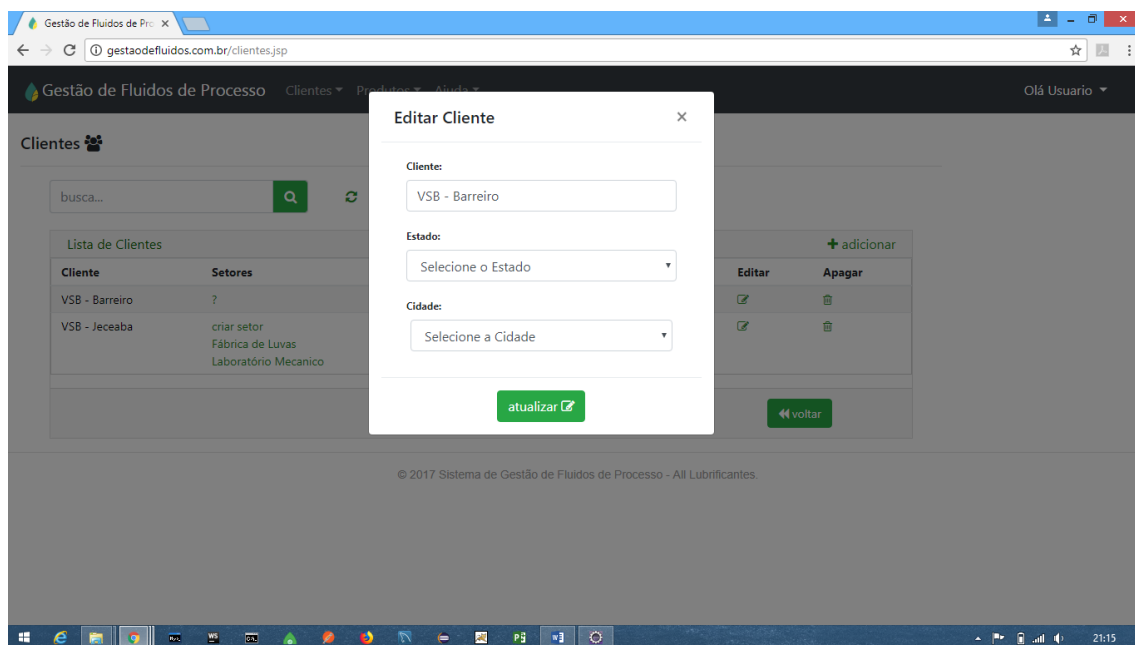 Gestão de Fluidos de Pro
gestaodefluidos.com.br/clientes.jsp
Gestão de Fluidos de Processo Clientes Produtos Ajuda Olá Usuario
Editar Cliente ×
Clientes
Cliente:
busca...
VSB - Barreiro
Estado:
Selecione o Estado
Lista de Clientes adicionar
Cliente Setores Editar Apagar
VSB - Barreiro ?
Cidade:
Selecione a Cidade
VSB - Jeceaba criar setor
Fábrica de Luvas
Laboratório Mecanico
atualizar
voltar
© 2017 Sistema de Gestão de Fluidos de Processo - All Lubrificantes.
21:15